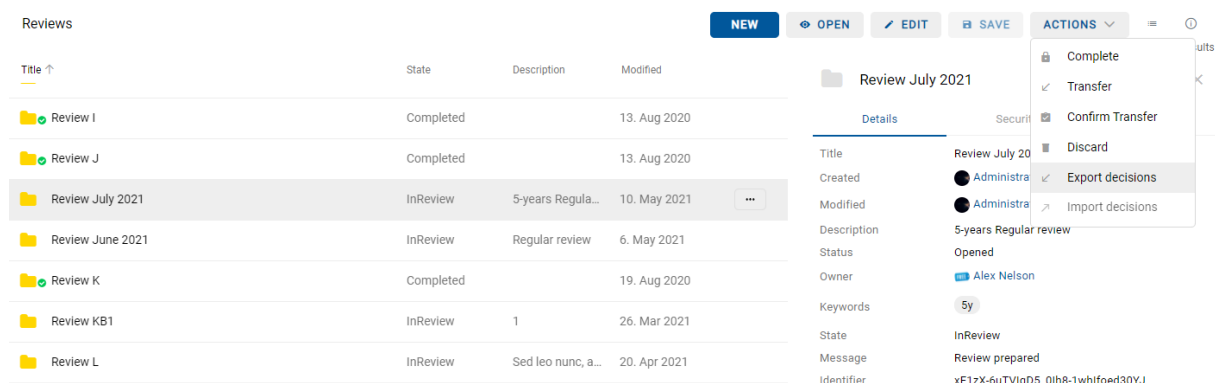 Reviews
NEW
OPEN
EDIT
SAVE
ACTIONS
Title State Description Modified
Review I Completed 13. Aug 2020
Review J Completed 13. Aug 2020
Review July 2021 InReview 5-years Regula... 10. May 2021 ...
Review June 2021 InReview Regular review 6. May 2021
Review K Completed 19. Aug 2020
Review KB1 InReview 1 26. Mar 2021
Review L InReview Sed leo nunc, a... 20. Apr 2021
Complete
Transfer
Confirm Transfer
Discard
Export decisions
Import decisions
Review July 2021
Details
Title Review July 20
Created
Modified
Description 5-years Regular review
Status Opened
Owner Alex Nelson
Keywords 5y
State InReview
Message Review prepared
Identifier